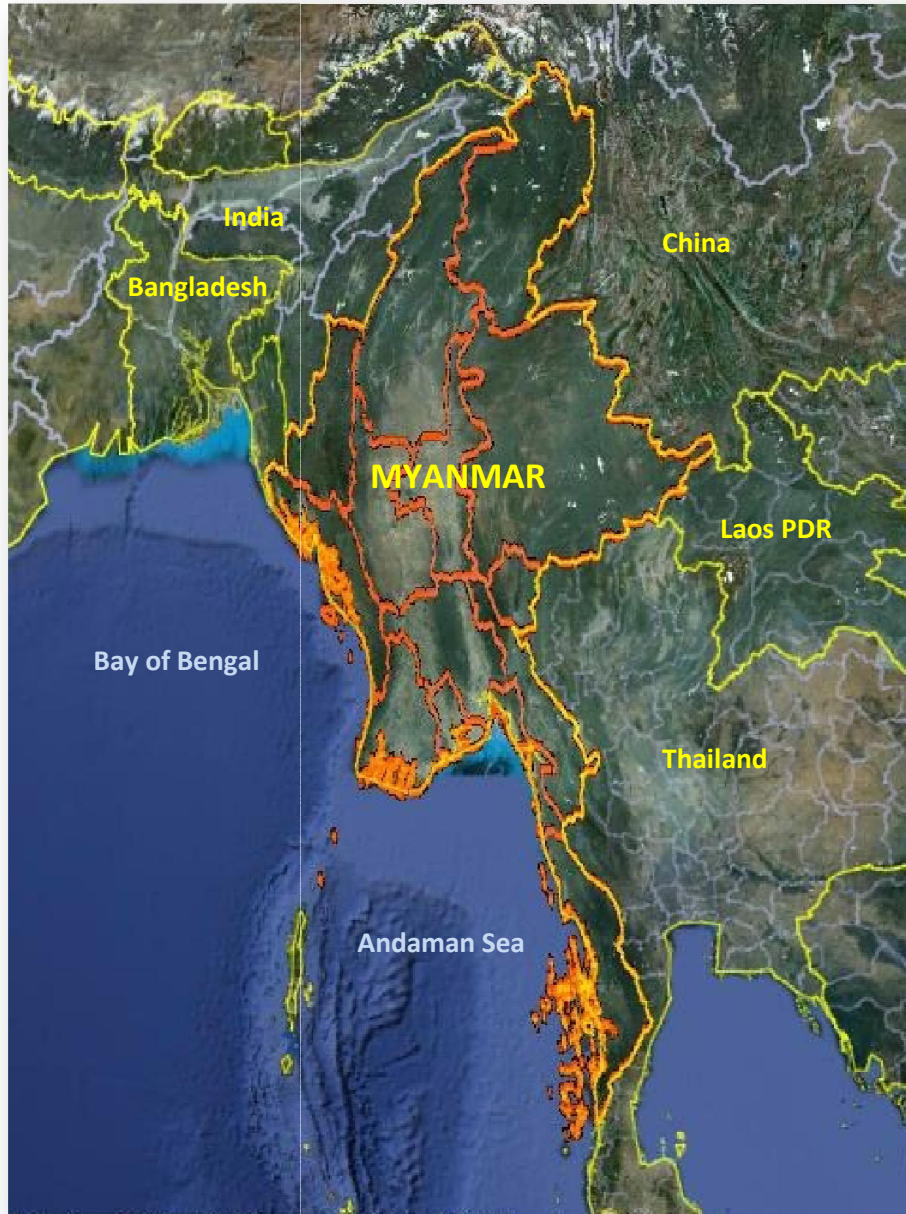 India
China
Bangladesh
MYANMAR
Laos PDR
Bay of Bengal
Thailand
Andaman Sea